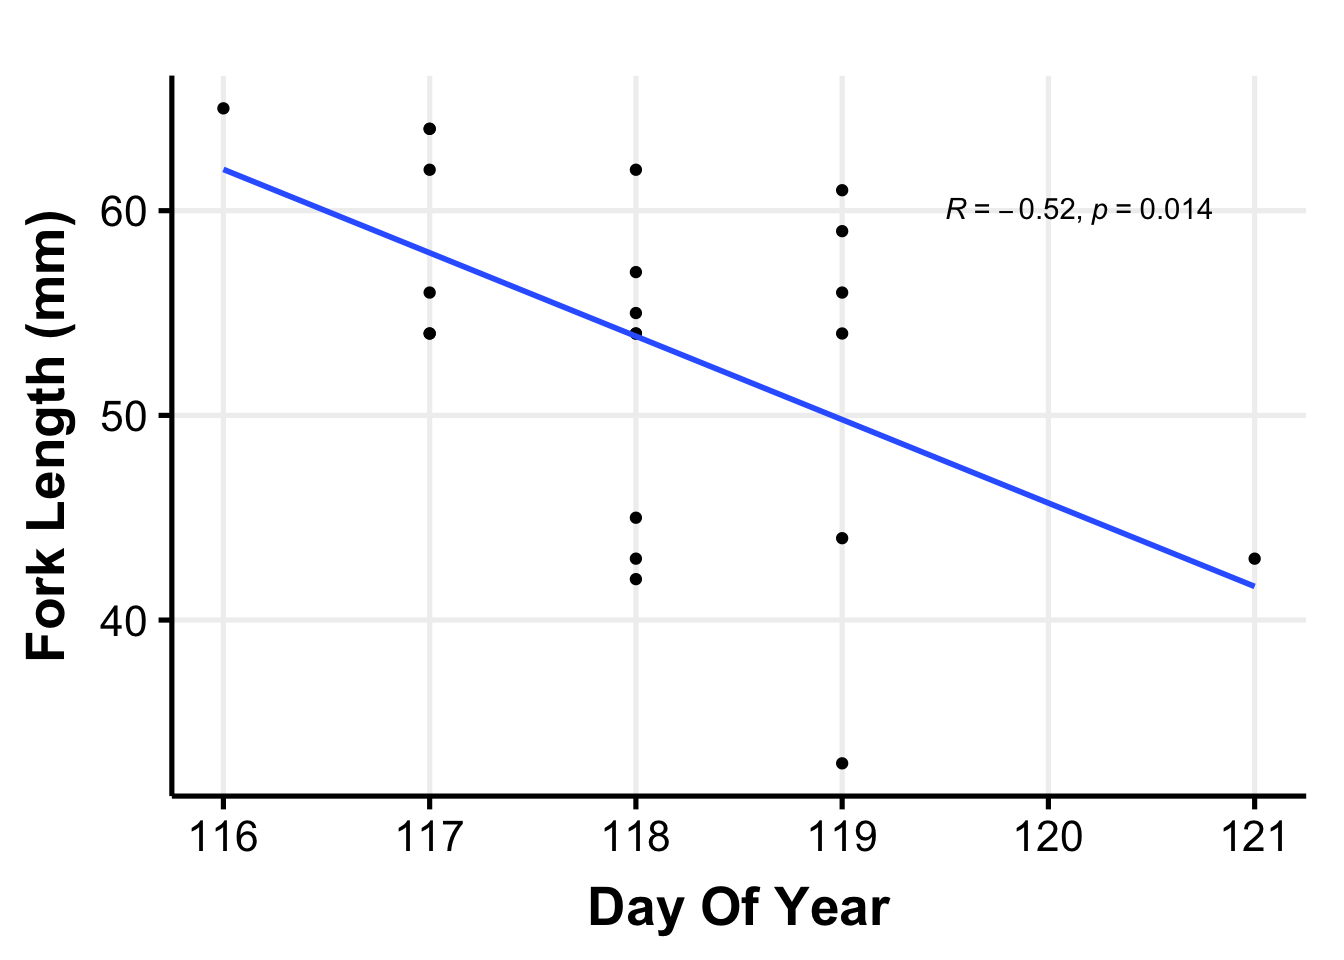 Fork Length (mm)
60
50
40
R = −0.52, p = 0.014
116 117 118 119 120 121
Day Of Year